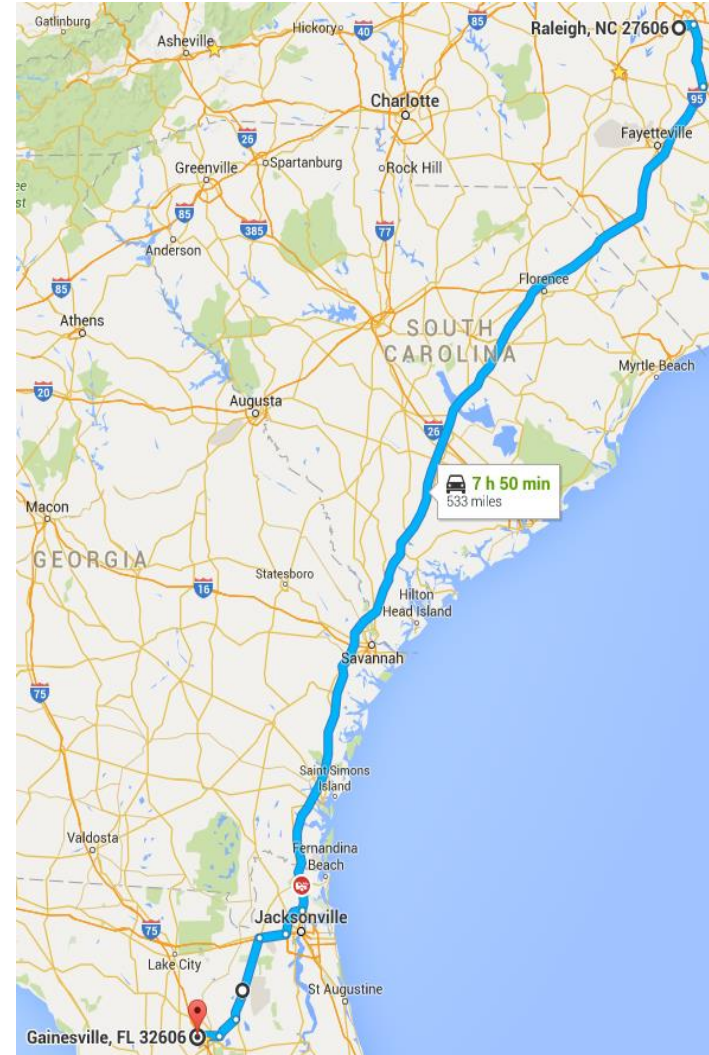 Gatlinburg
Hickory
Raleigh, NC 27606
85
Asheville
40
95
Charlotte
Fayetteville
26
Greenville
Spartanburg
Rock Hill
85
385
77
Anderson
85
Florence
Athens
SOUTH
CAROLINA
Myrtle Beach
20
Augusta
26
7 h 50 min
533 miles
Macon
GEORGIA
Statesboro
16
Hilton
Head Island
Savannah
75
Saint Simons
Island
Valdosta
Fernandina
Beach
Jacksonville
75
Lake City
St Augustine
Gainesville, FL 32606